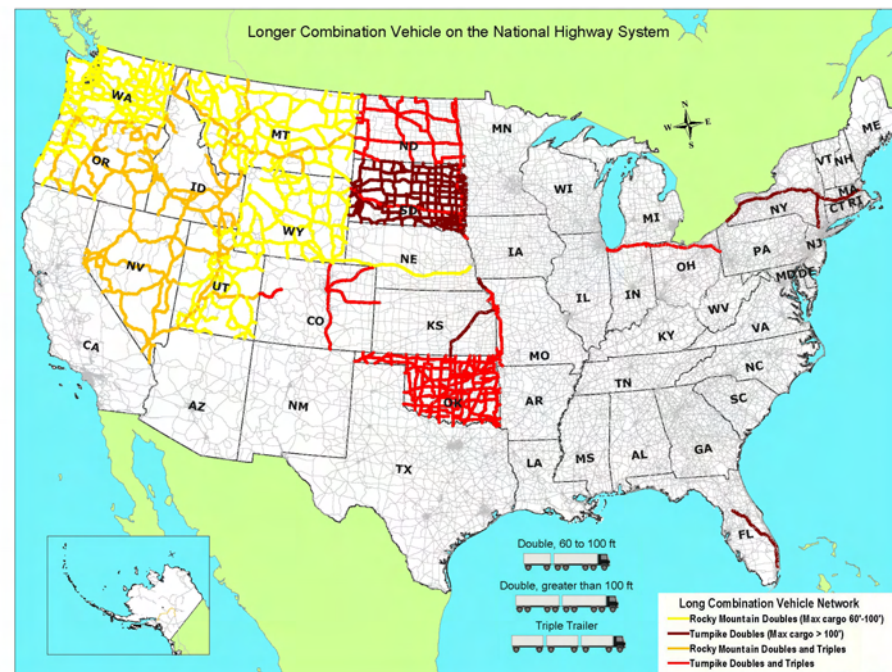 Longer Combination Vehicle on the National Highway System
N
W E
S
WA
MT
ND
MN
ME
OR
ID
SD
WI
MI
VT NH
NY
MA
CT RI
WY
NE
IA
PA
NJ
NV
UT
CO
KS
IL
IN
OH
MD DE
WV
VA
CA
MO
KY
AZ
NM
OK
AR
TN
NC
SC
TX
LA
MS
AL
GA
FL
Double, 60 to 100 ft
Double, greater than 100 ft
Triple Trailer
Long Combination Vehicle Network
Rocky Mountain Doubles (Max cargo 60'-100')
Turnpike Doubles (Max cargo > 100')
Rocky Mountain Doubles and Triples
Turnpike Doubles and Triples